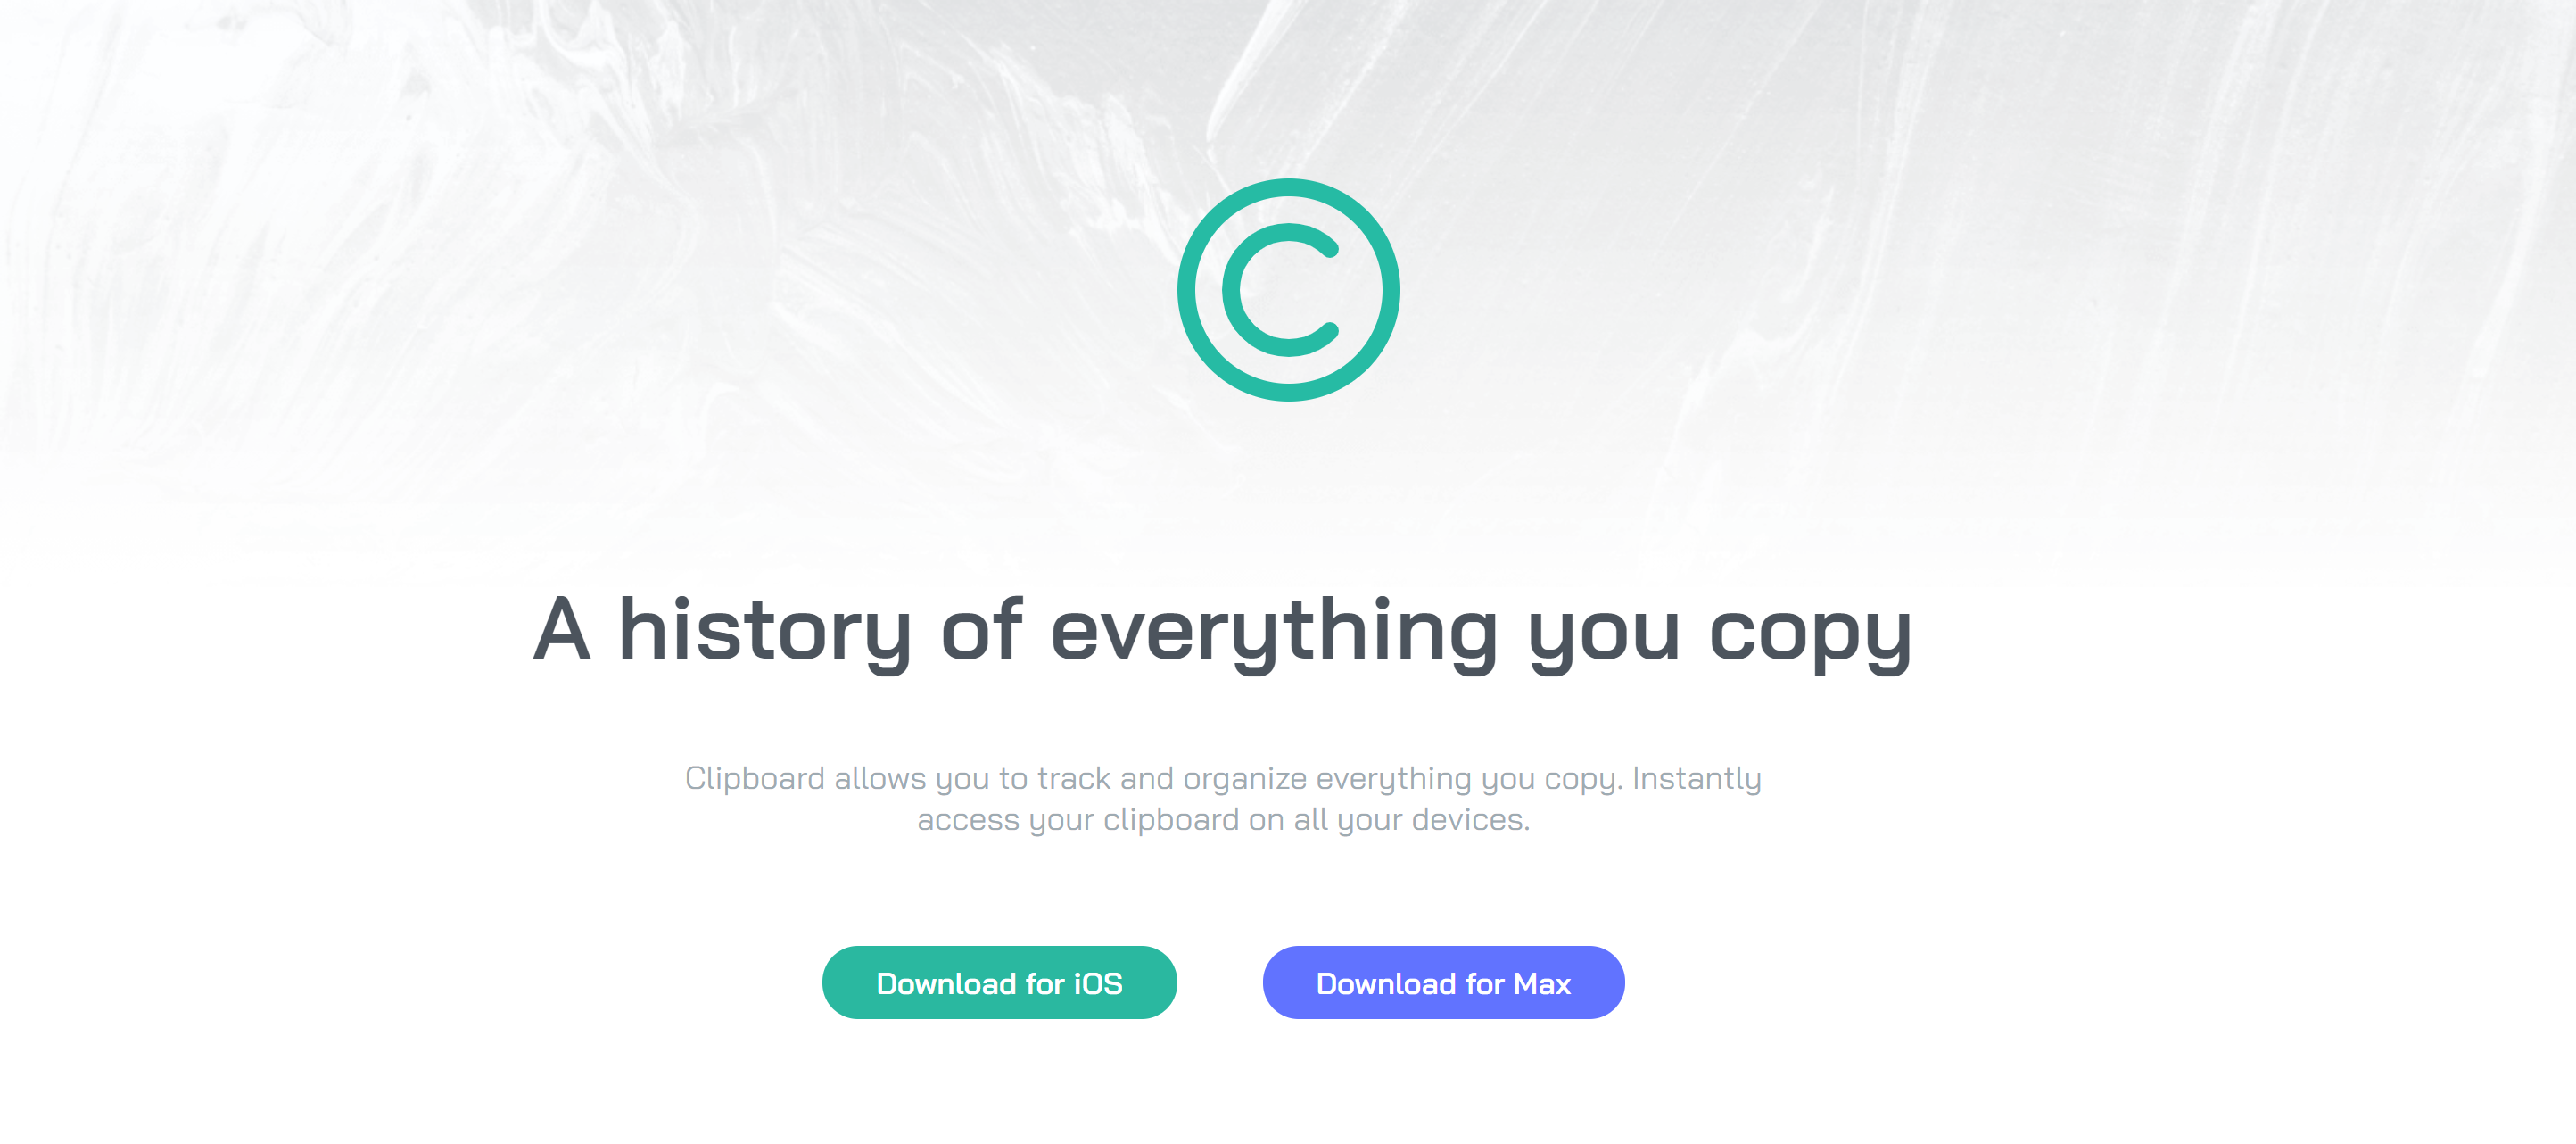 A history of everything you copy
Clipboard allows you to track and organize everything you copy. Instantly
access your clipboard on all your devices.
Download for iOS
Download for Max